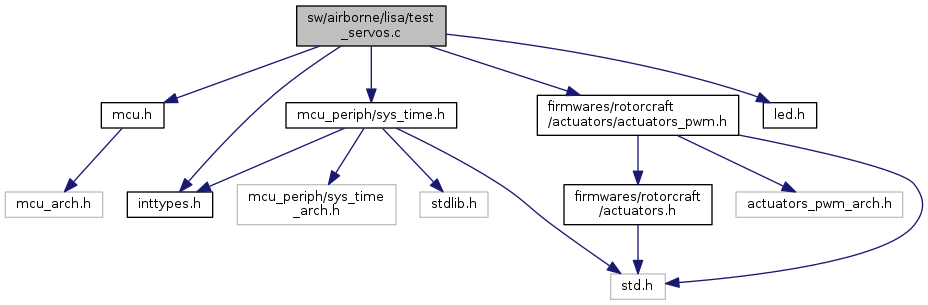 sw/airborne/lisa/test
_servos.c
mcu.h
mcu_periph/sys_time.h
firmwares/rotorcraft
/actuators/actuators_pwm.h
led.h
mcu_arch.h
inttypes.h
mcu_periph/sys_time
_arch.h
stdlib.h
firmwares/rotorcraft
/actuators.h
actuators_pwm_arch.h
std.h